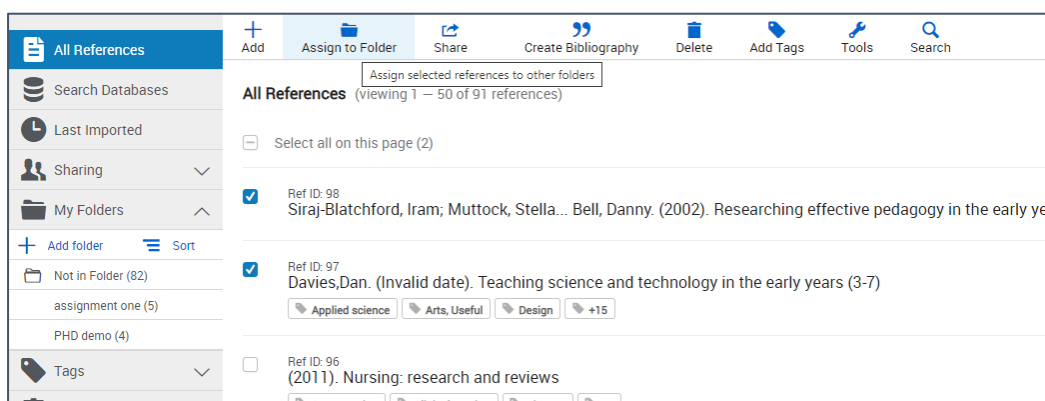 All References
Search Databases
Last Imported
Sharing
My Folders
Add folder Sort
Not in Folder (82)
assignment one (5)
PHD demo (4)
Tags
Add Assign to Folder Share Create Bibliography Delete Add Tags Tools Search
Assign selected references to other folders
All References (viewing 1 — 50 of 91 references)
Select all on this page (2)
Ref ID: 98
Siraj-Blatchford, Iram; Muttock, Stella... Bell, Danny. (2002). Researching effective pedagogy in the early ye
Ref ID: 97
Davies,Dan. (Invalid date). Teaching science and technology in the early years (3-7)
Applied science Arts, Useful Design +15
Ref ID: 96
(2011). Nursing: research and reviews